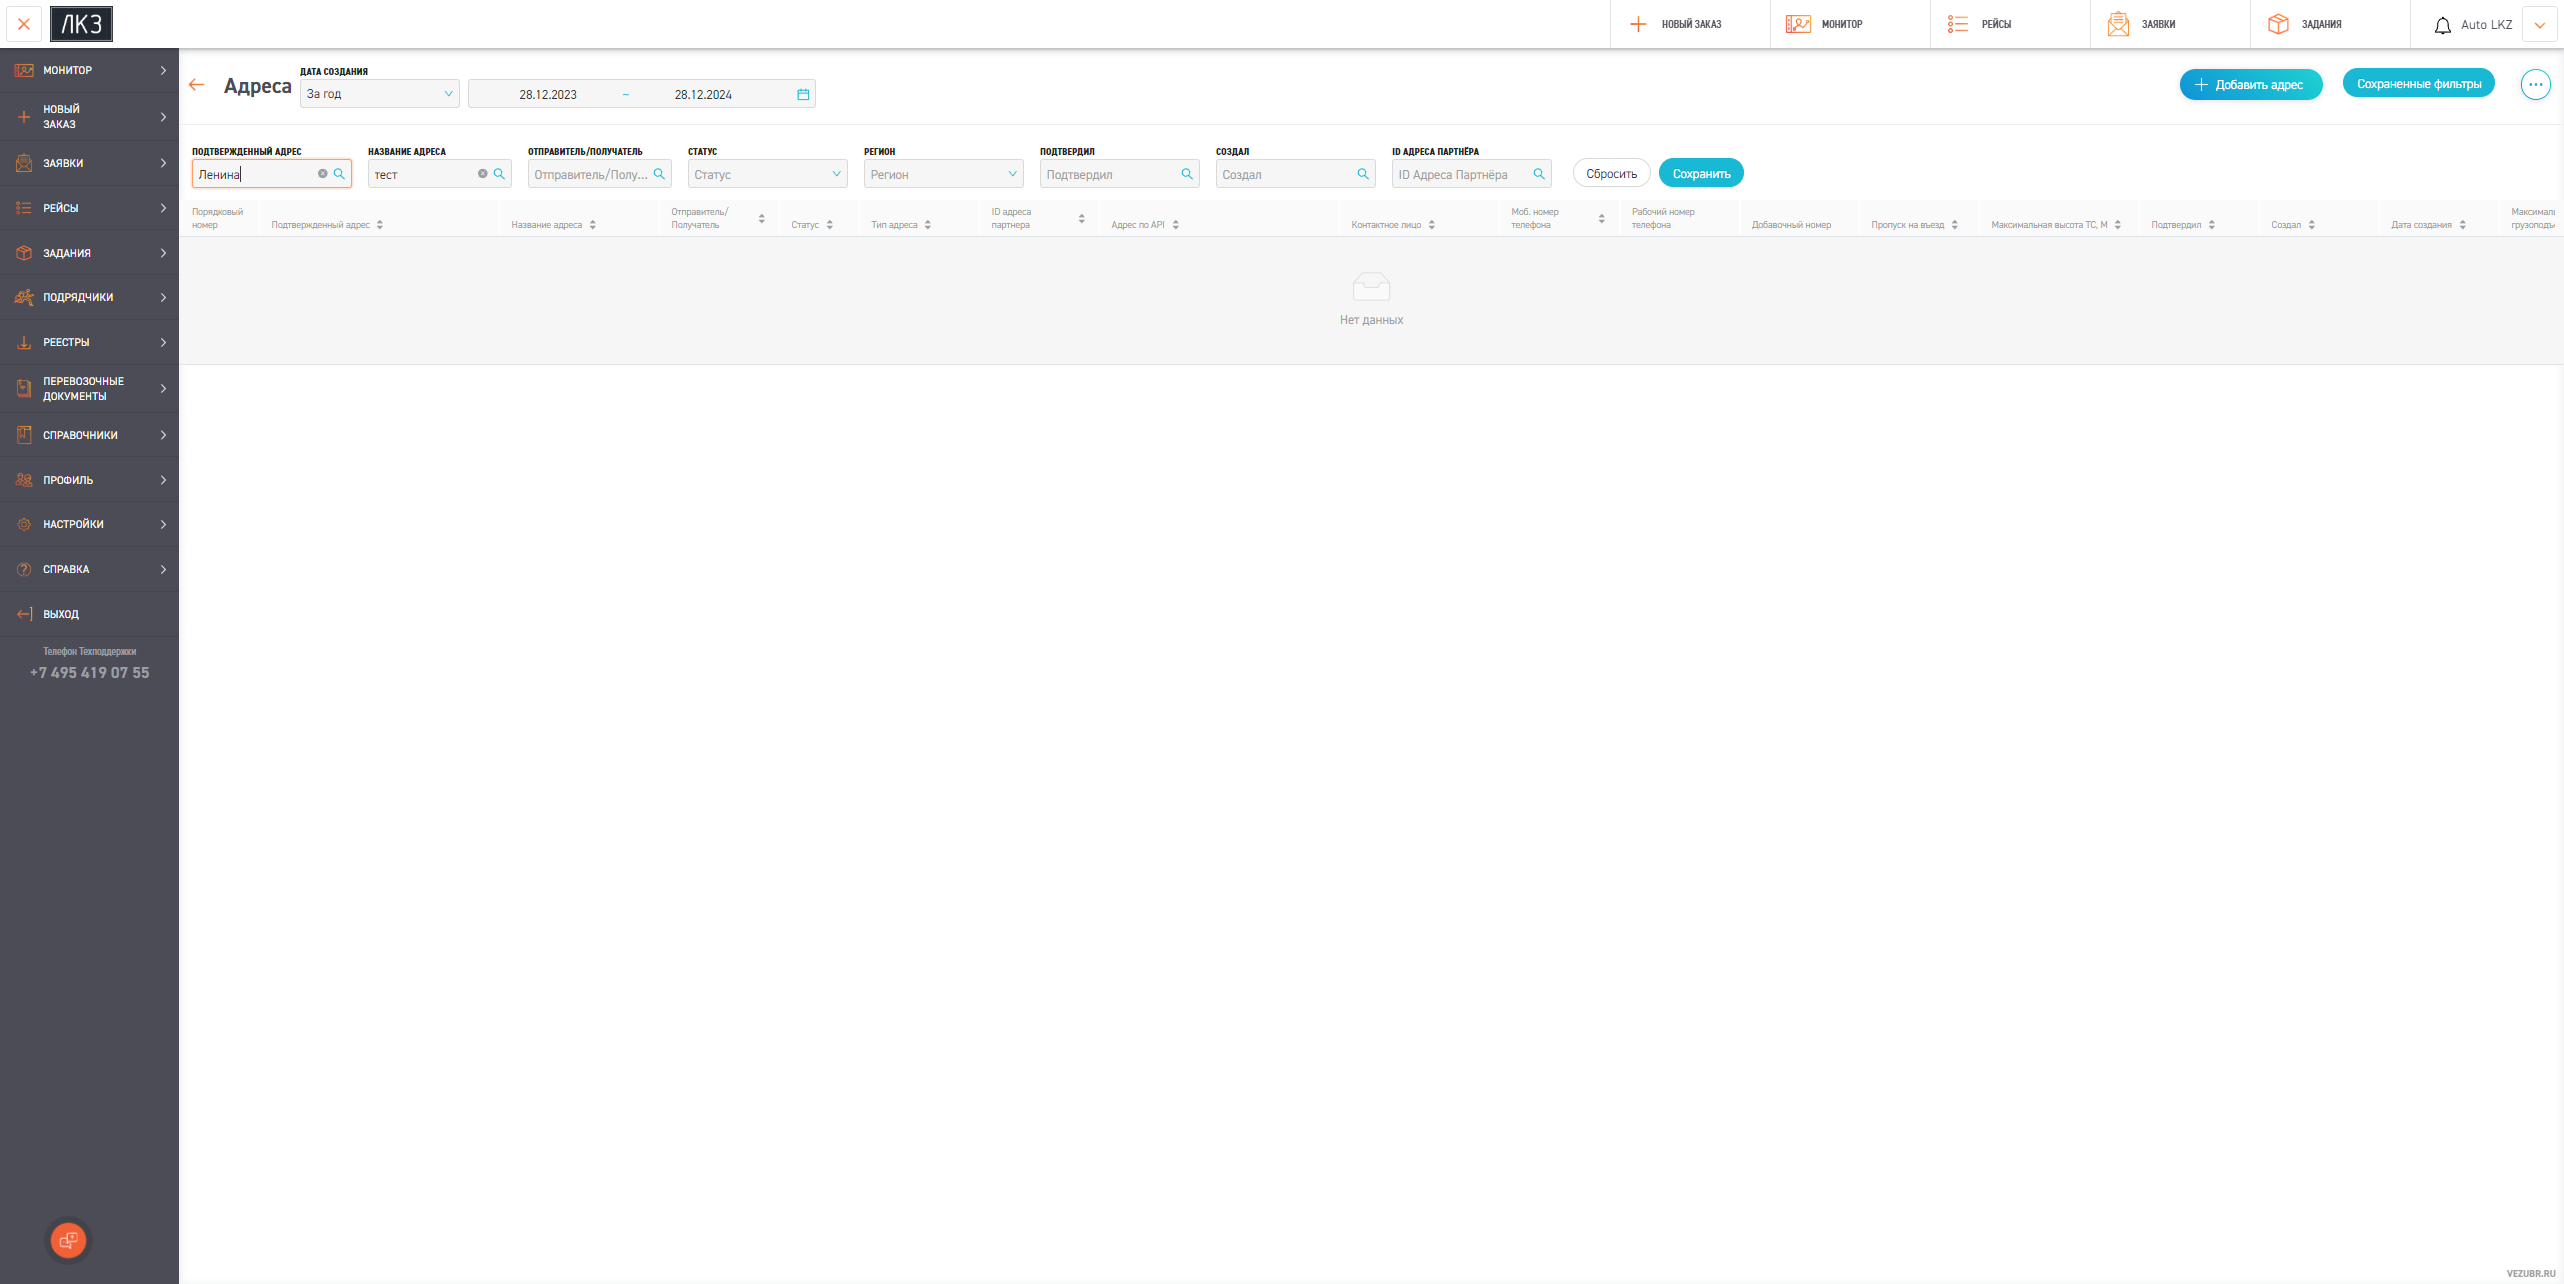 ЛКЗ
НОВЫЙ ЗАКАЗ
МОНИТОР
РЕЙСЫ
ЗАЯВКИ
ЗАДАНИЯ
Auto LKZ
МОНИТОР
НОВЫЙ
ЗАКАЗ
ЗАЯВКИ
РЕЙСЫ
ЗАДАНИЯ
ПОДРЯДЧИКИ
РЕЕСТРЫ
ПЕРЕВОЗОЧНЫЕ
ДОКУМЕНТЫ
СПРАВОЧНИКИ
ПРОФИЛЬ
НАСТРОЙКИ
СПРАВКА
ВЫХОД
Телефон Техподдержки
+7 495 419 07 55
Адреса
ДАТА СОЗДАНИЯ
За год
28.12.2023 ~ 28.12.2024
Добавить адрес
Сохраненные фильтры
ПОДТВЕРЖДЕННЫЙ АДРЕС
Ленина
НАЗВАНИЕ АДРЕСА
тест
ОТПРАВИТЕЛЬ/ПОЛУЧАТЕЛЬ
Отправитель/Полу...
СТАТУС
Статус
РЕГИОН
Регион
ПОДТВЕРДИЛ
Подтвердил
СОЗДАЛ
Создал
ID АДРЕСА ПАРТНЁРА
ID Адреса Партнёра
Сбросить
Сохранить
Порядковый
номер
Подтвержденный адрес
Название адреса
Отправитель/
Получатель
Статус
Тип адреса
ID адреса
партнера
Адрес по API
Контактное лицо
Моб. номер
телефона
Рабочий номер
телефона
Добавочный номер
Пропуск на въезд
Максимальная высота ТС, М
Подтвердил
Создал
Дата создания
Максималь
грузоподъе
Нет данных
VEZUBR.RU